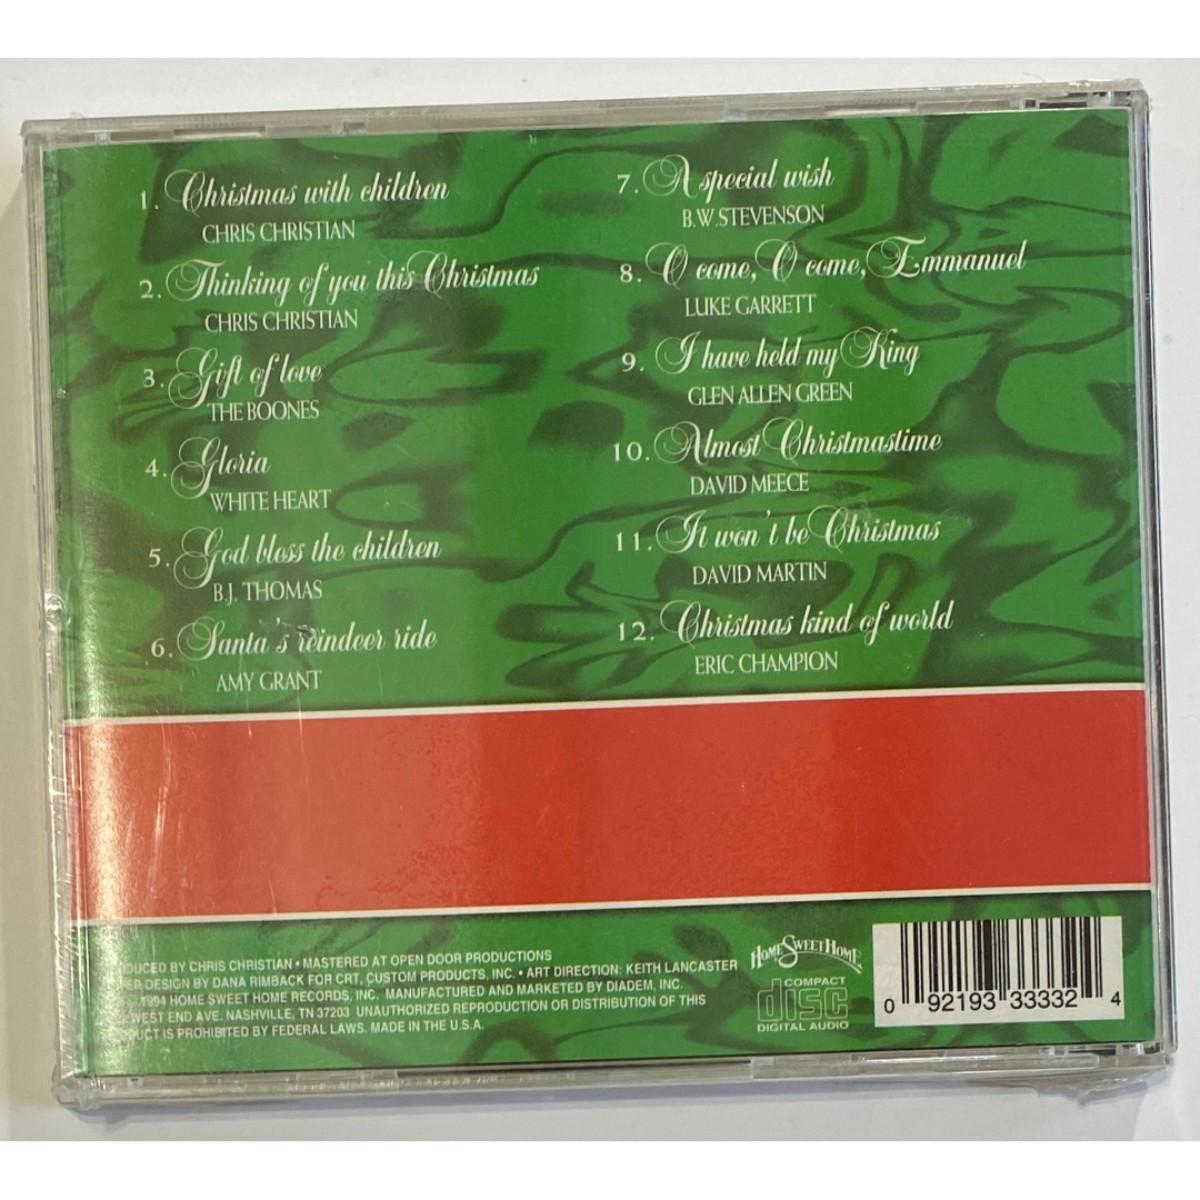 1. Christmas with children
CHRIS CHRISTIAN
2. Thinking of you this Christmas
CHRIS CHRISTIAN
3. Gift of love
THE BOONES
4. Gloria
WHITE HEART
5. God bless the children
B.J. THOMAS
6. Santa's reindeer ride
AMY GRANT
7. A special wish
B.W. STEVENSON
8. O come, O come, Emmanuel
LUKE GARRETT
9. I have held my King
GLEN ALLEN GREEN
10. Almost Christmastime
DAVID MEECE
11. It won't be Christmas
DAVID MARTIN
12. Christmas kind of world
ERIC CHAMPION
BY CHRIS CHRISTIAN • MASTERED AT OPEN DOOR PRODUCTIONS
DESIGN BY DANA RIMBACK FOR CRT, CUSTOM PRODUCTS, INC. • ART DIRECTION: KEITH LANCASTER
1994 HOME SWEET HOME RECORDS, INC. MANUFACTURED AND MARKETED BY DIADEM, INC.
WEST END AVE. NASHVILLE, TN 37203 UNAUTHORIZED REPRODUCTION OR DISTRIBUTION OF THIS
IS PROHIBITED BY FEDERAL LAWS. MADE IN THE U.S.A.
HOME SWEET HOME
COMPACT
disc
DIGITAL AUDIO
0 92193 33332 4